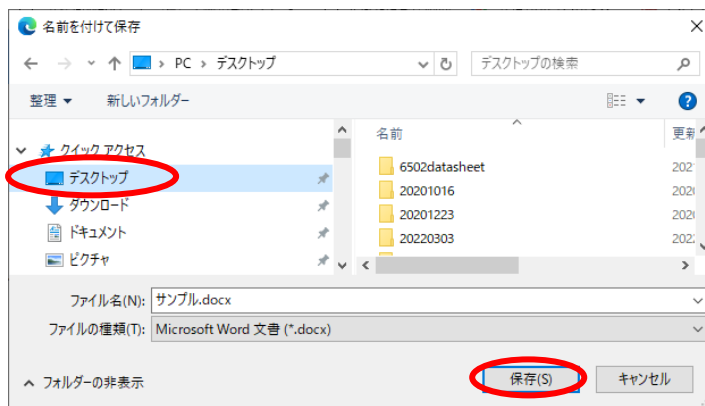 名前を付けて保存
PC › デスクトップ
デスクトップの検索
整理
新しいフォルダー
クイック アクセス
デスクトップ
ダウンロード
ドキュメント
ピクチャ
名前
6502datasheet
20201016
20201223
20220303
ファイル名(N): サンプル.docx
ファイルの種類(T): Microsoft Word 文書 (*.docx)
フォルダーの非表示
保存(S)
キャンセル